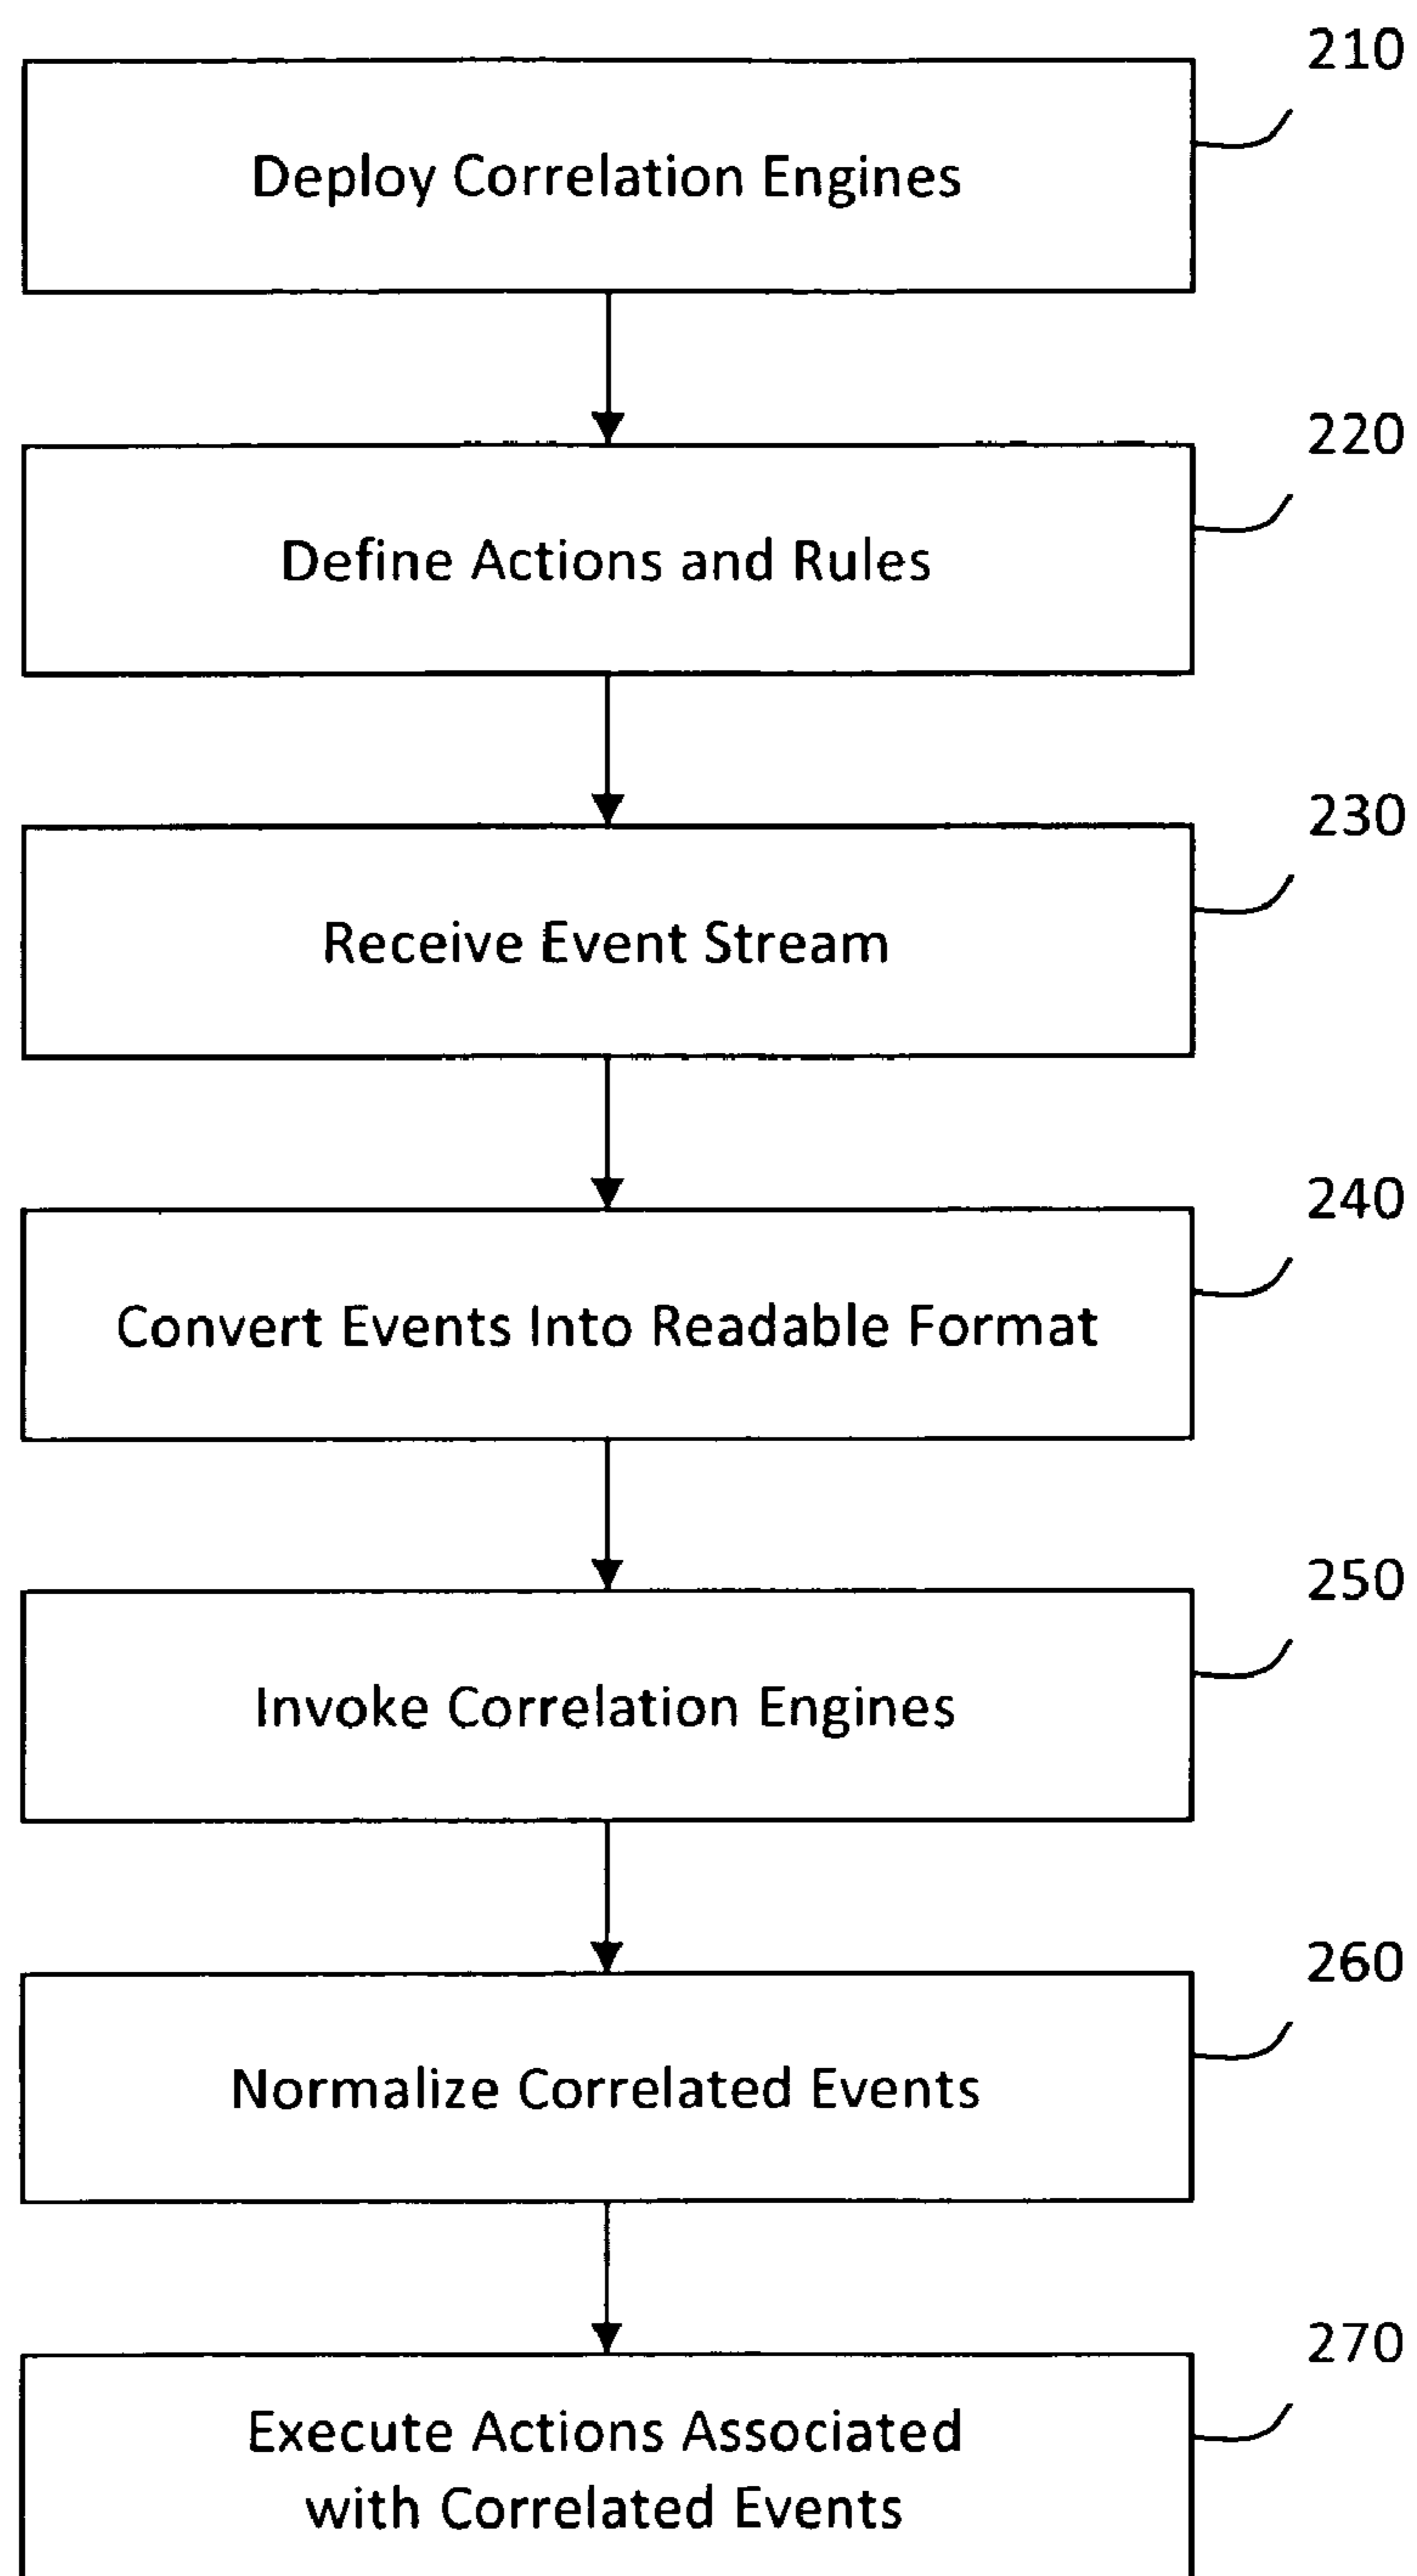 210
Deploy Correlation Engines
220
Define Actions and Rules
230
Receive Event Stream
240
Convert Events Into Readable Format
250
Invoke Correlation Engines
260
Normalize Correlated Events
270
Execute Actions Associated
with Correlated Events